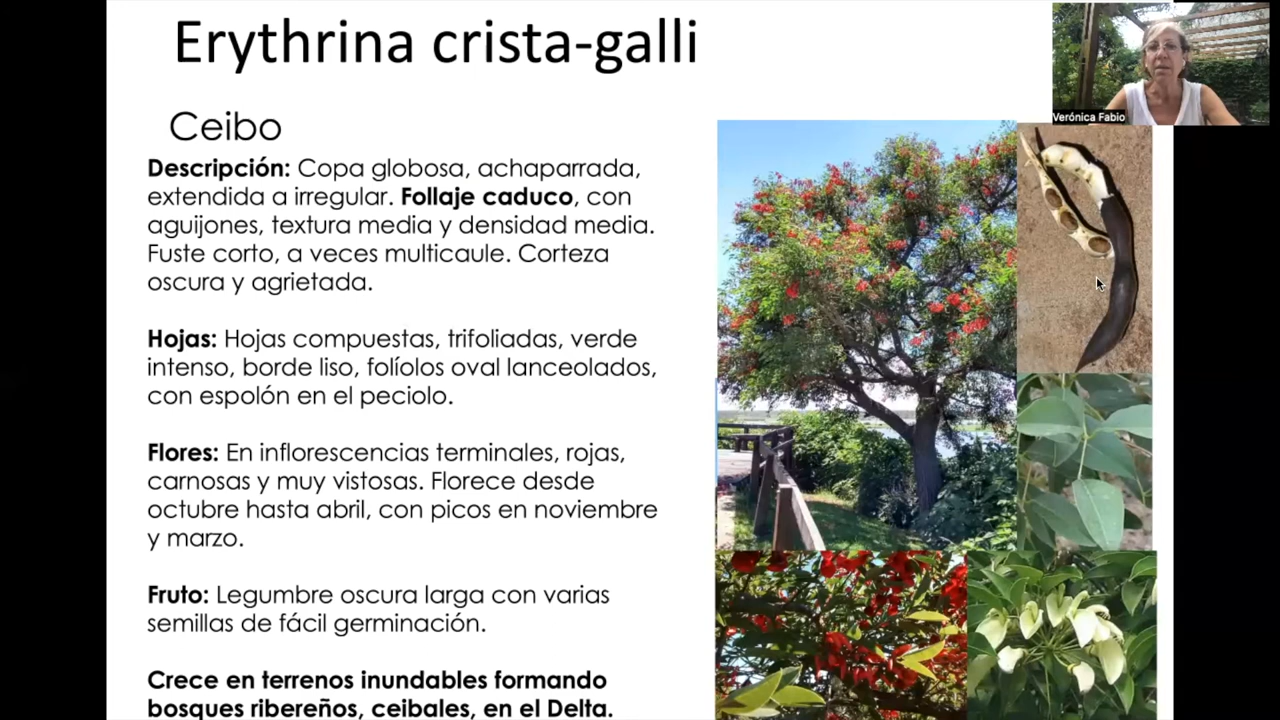 Erythrina crista-galli
Verónica Fabio
Ceibo
Descripción: Copa globosa, achaparrada,
extendida a irregular. Follaje caduco, con
aguijones, textura media y densidad media.
Fuste corto, a veces multicaule. Corteza
oscura y agrietada.
Hojas: Hojas compuestas, trifoliadas, verde
intenso, borde liso, folíolos oval lanceolados,
con espolón en el peciolo.
Flores: En inflorescencias terminales, rojas,
carnosas y muy vistosas. Florece desde
octubre hasta abril, con picos en noviembre
y marzo.
Fruto: Legumbre oscura larga con varias
semillas de fácil germinación.
Crece en terrenos inundables formando
bosques ribereños, ceibales, en el Delta.